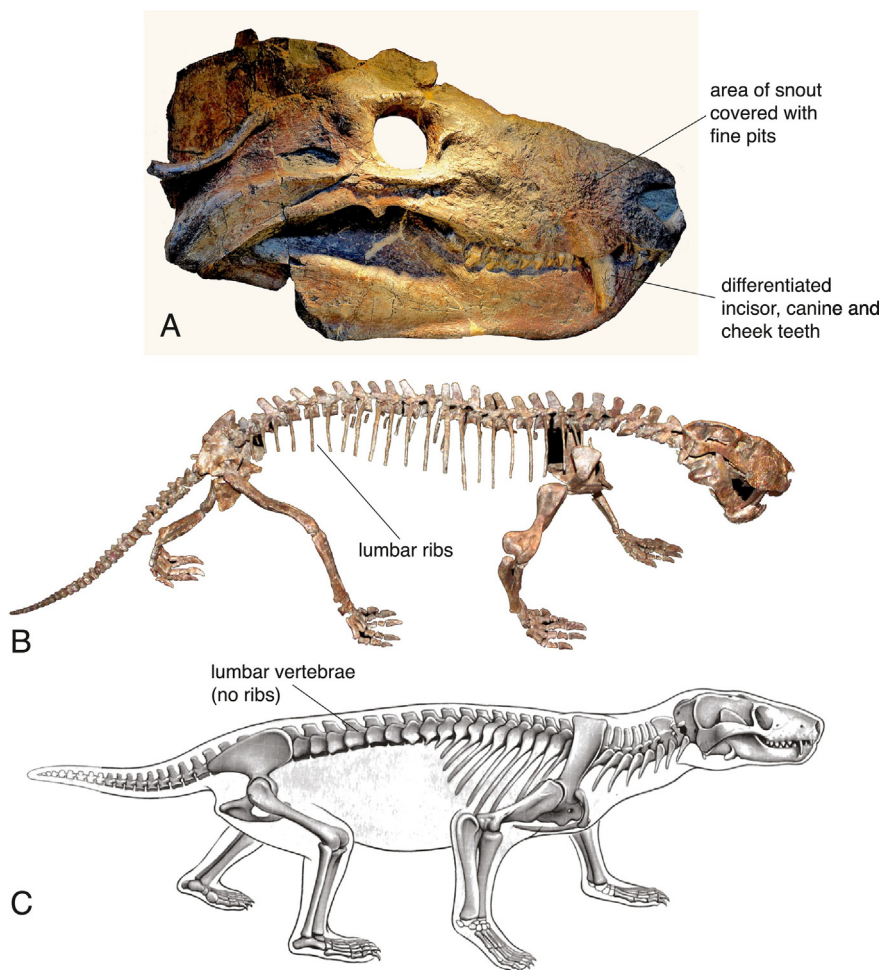 area of snout
covered with
fine pits
differentiated
incisor, canine and
cheek teeth
A
lumbar ribs
B
lumbar vertebrae
(no ribs)
C